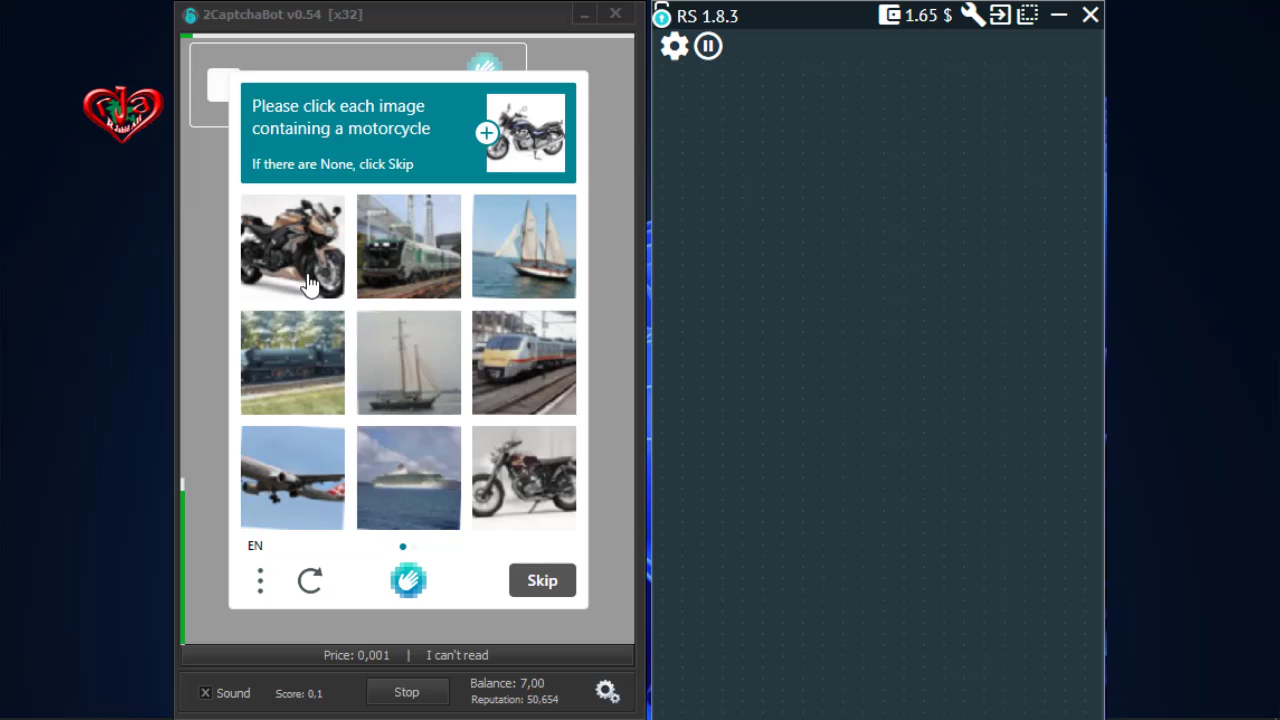 2CaptchaBot v0.54 [x32]
RS 1.8.3
1.65 $
Please click each image
containing a motorcycle
If there are None, click Skip
EN
Skip
Price: 0,001 | I can't read
Sound
Score: 0,1
Stop
Balance: 7,00
Reputation: 50,654